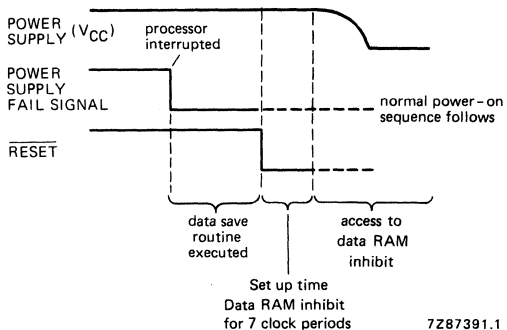 POWER
SUPPLY (VCC)
processor
interrupted
POWER
SUPPLY
FAIL SIGNAL
normal power-on
sequence follows
RESET
data save
routine
executed
access to
data RAM
inhibit
Set up time
Data RAM inhibit
for 7 clock periods
7Z87391.1